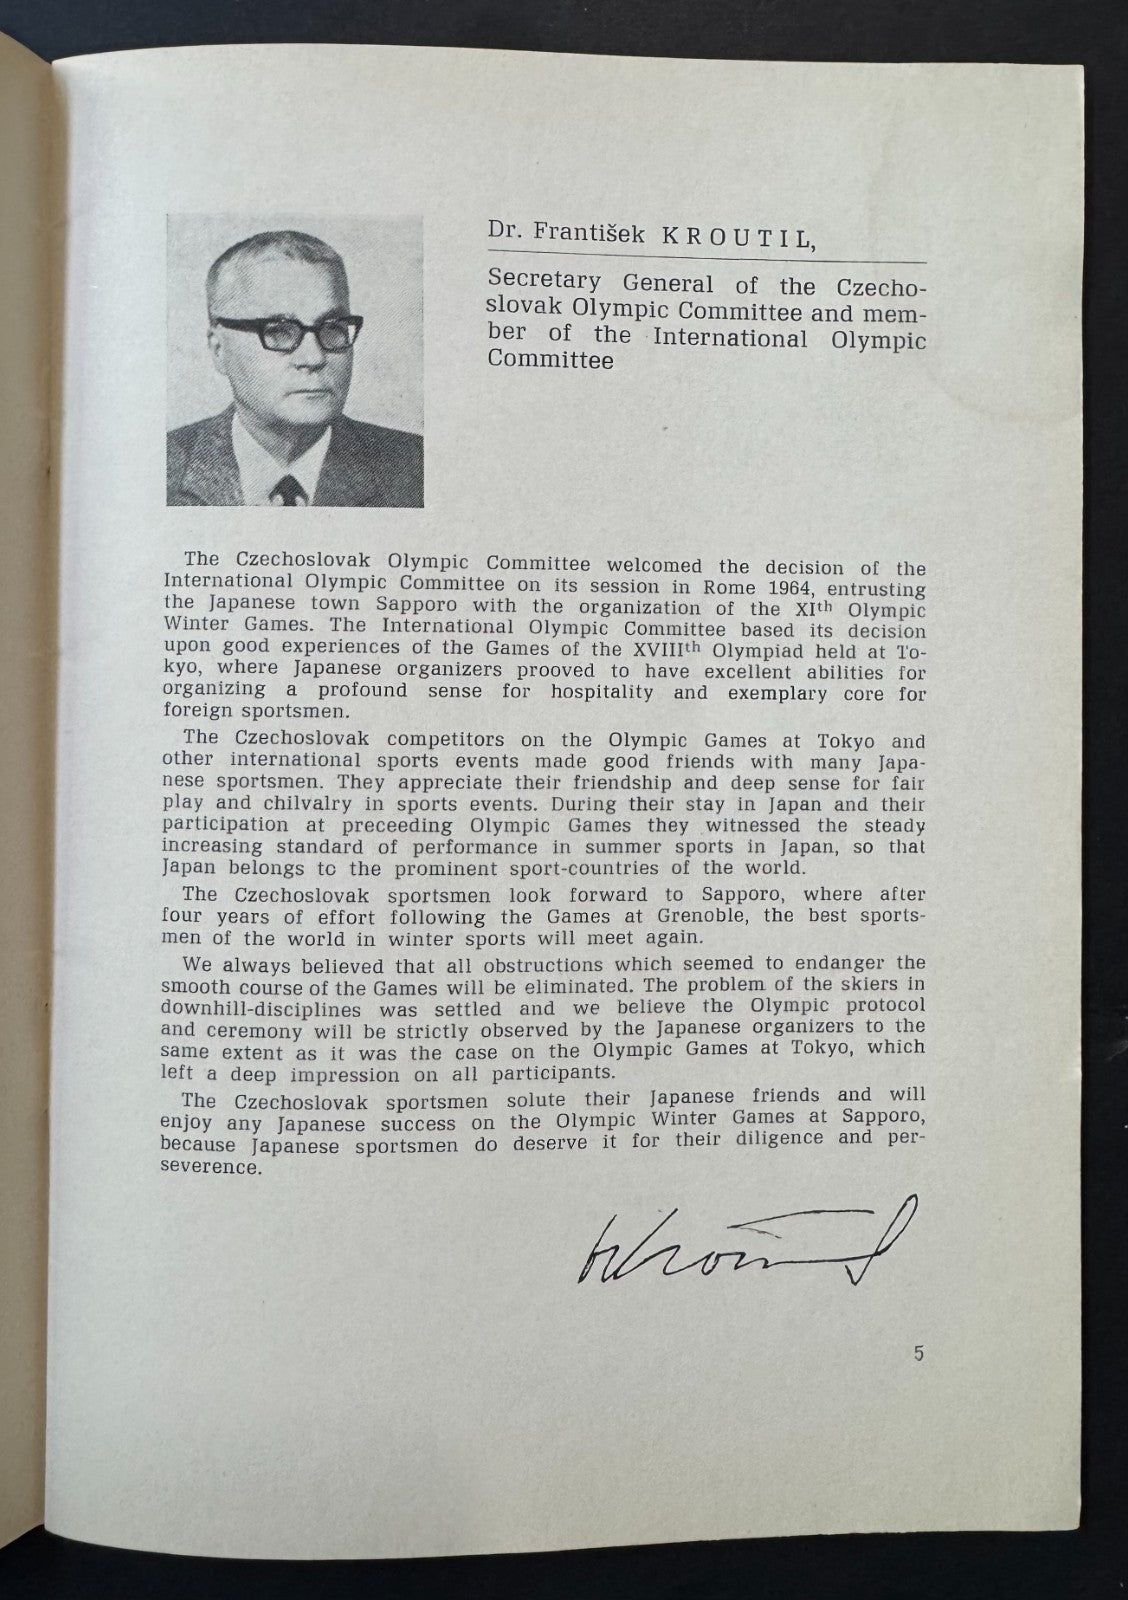 Dr. František KROUTIL,
Secretary General of the Czecho-
slovak Olympic Committee and mem-
ber of the International Olympic
Committee
The Czechoslovak Olympic Committee welcomed the decision of the
International Olympic Committee on its session in Rome 1964, entrusting
the Japanese town Sapporo with the organization of the XIth Olympic
Winter Games. The International Olympic Committee based its decision
upon good experiences of the Games of the XVIIIth Olympiad held at To-
kyo, where Japanese organizers prooved to have excellent abilities for
organizing a profound sense for hospitality and exemplary core for
foreign sportsmen.
The Czechoslovak competitors on the Olympic Games at Tokyo and
other international sports events made good friends with many Japa-
nese sportsmen. They appreciate their friendship and deep sense for fair
play and chilvalry in sports events. During their stay in Japan and their
participation at preceeding Olympic Games they witnessed the steady
increasing standard of performance in summer sports in Japan, so that
Japan belongs to the prominent sport-countries of the world.
The Czechoslovak sportsmen look forward to Sapporo, where after
four years of effort following the Games at Grenoble, the best sports-
men of the world in winter sports will meet again.
We always believed that all obstructions which seemed to endanger the
smooth course of the Games will be eliminated. The problem of the skiers in
downhill-disciplines was settled and we believe the Olympic protocol
and ceremony will be strictly observed by the Japanese organizers to the
same extent as it was the case on the Olympic Games at Tokyo, which
left a deep impression on all participants.
The Czechoslovak sportsmen solute their Japanese friends and will
enjoy any Japanese success on the Olympic Winter Games at Sapporo,
because Japanese sportsmen do deserve it for their diligence and per-
severence.
Kroutil
5